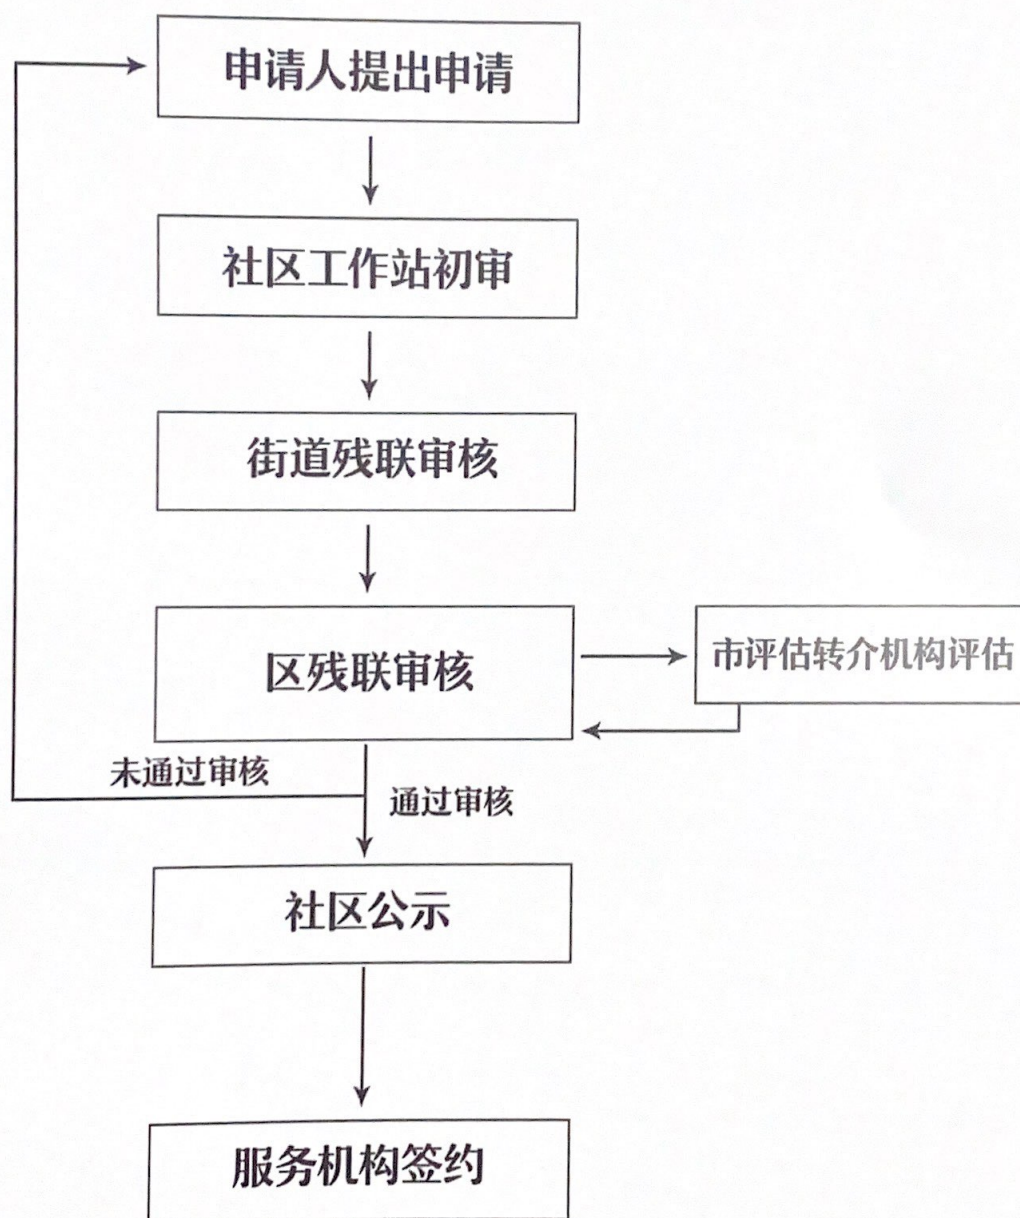 申请人提出申请
社区工作站初审
街道残联审核
区残联审核
市评估转介机构评估
未通过审核
通过审核
社区公示
服务机构签约